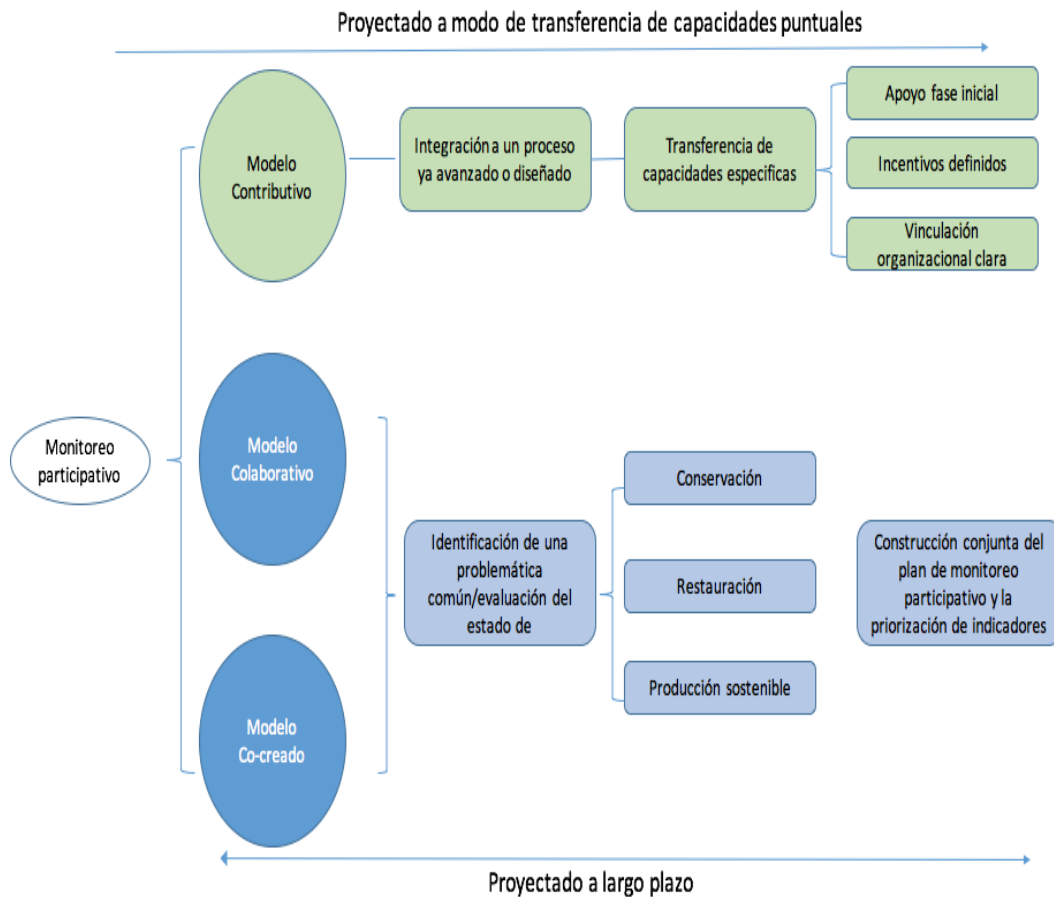 Proyectado a modo de transferencia de capacidades puntuales
Modelo
Contributivo
Integración a un proceso
ya avanzado o diseñado
Transferencia de
capacidades especificas
Apoyo fase inicial
Incentivos definidos
Vinculación
organizacional clara
Monitoreo
participativo
Modelo
Colaborativo
Modelo
Co-creado
Identificación de una
problemática
común/evaluación del
estado de
Conservación
Restauración
Producción sostenible
Construcción conjunta del
plan de monitoreo
participativo y la
priorización de indicadores
Proyectado a largo plazo